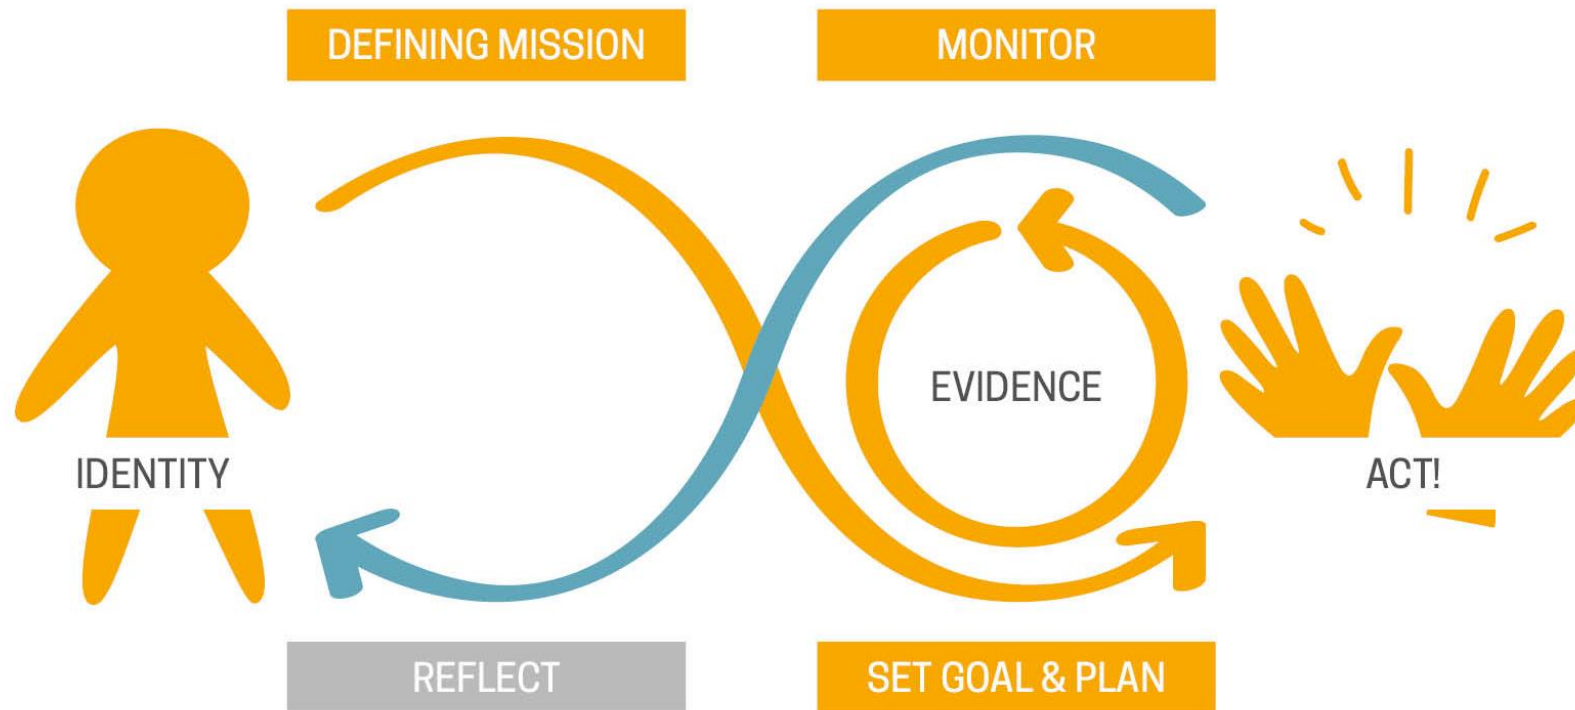 DEFINING MISSION
MONITOR
EVIDENCE
IDENTITY
ACT!
REFLECT
SET GOAL & PLAN